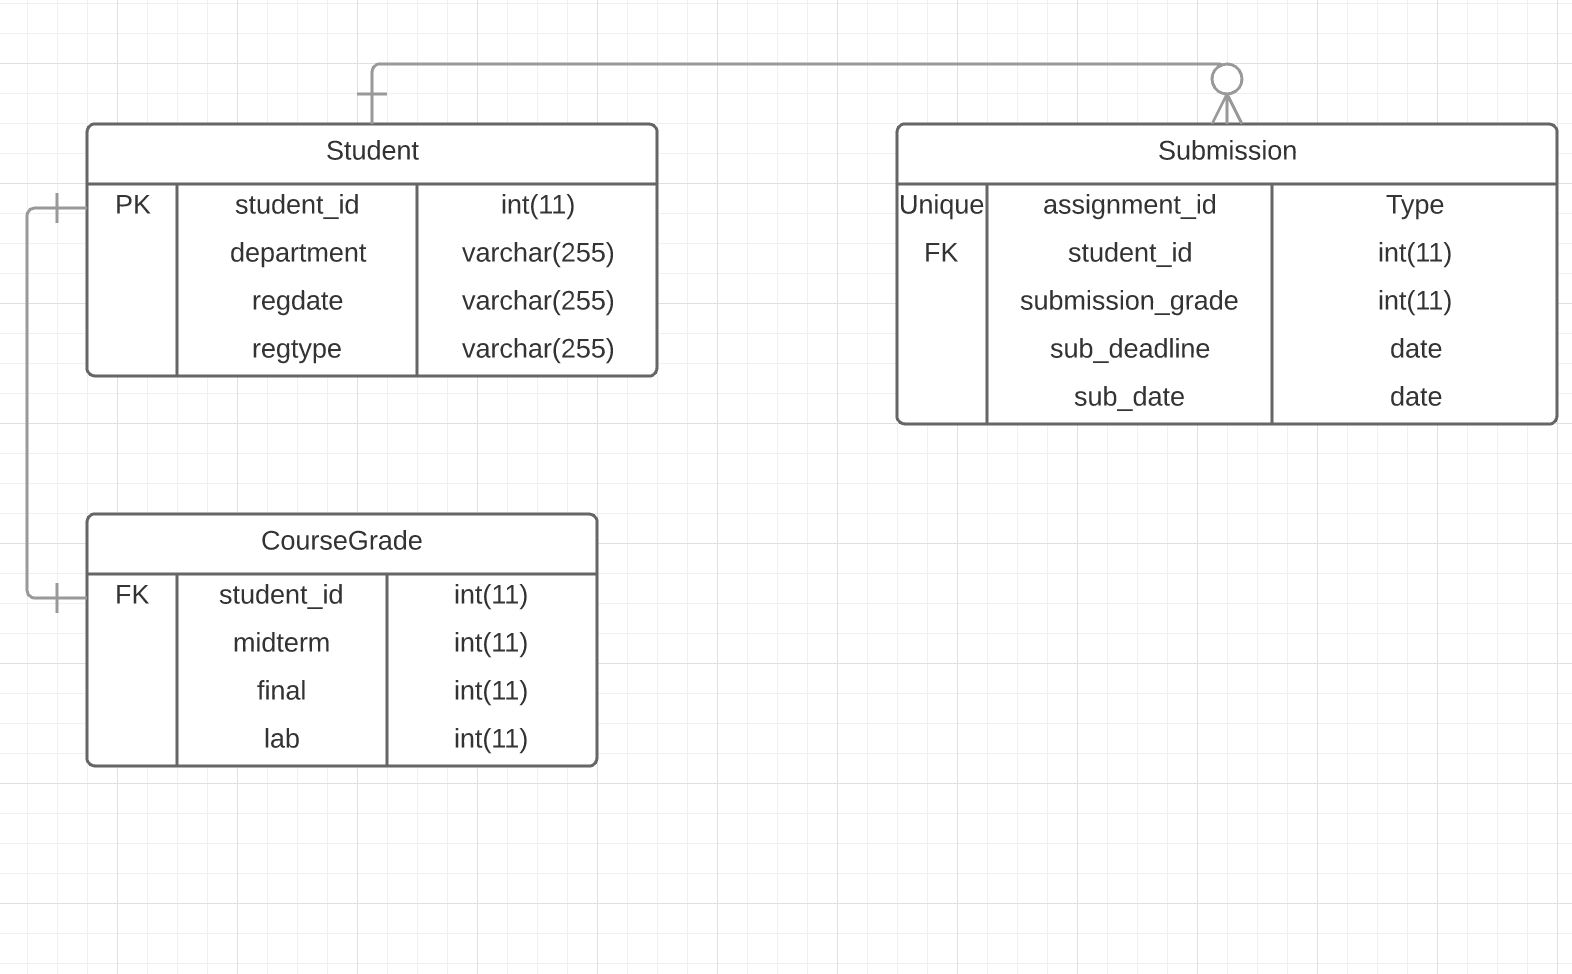 Student
PK student_id int(11)
department varchar(255)
regdate varchar(255)
regtype varchar(255)
Submission
Unique assignment_id Type
FK student_id int(11)
submission_grade int(11)
sub_deadline date
sub_date date
CourseGrade
FK student_id int(11)
midterm int(11)
final int(11)
lab int(11)